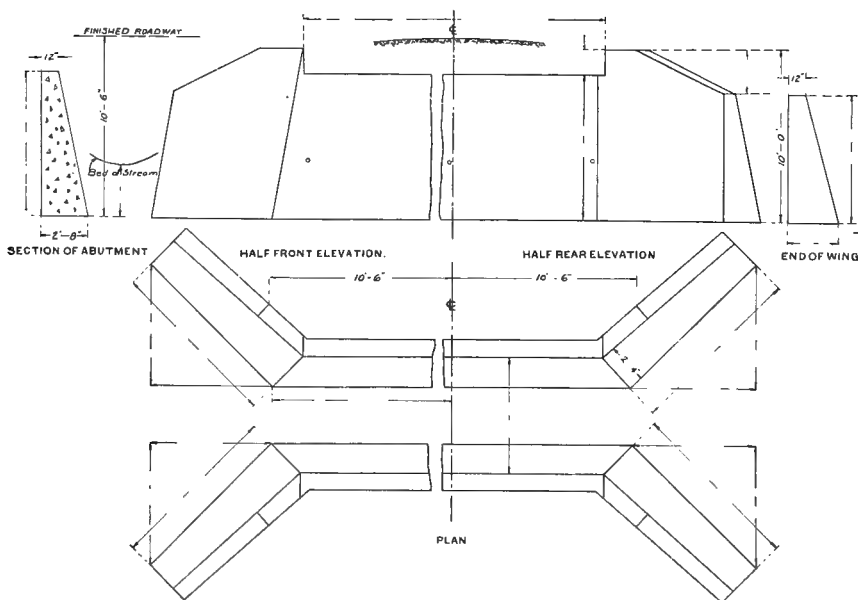 ℄
FINISHED ROADWAY
12"
10'-6"
12"
10'-0"
Bed of Stream
2'-8"
SECTION OF ABUTMENT
HALF FRONT ELEVATION.
HALF REAR ELEVATION
END OF WING
10'-6"
10'-6"
℄
PLAN